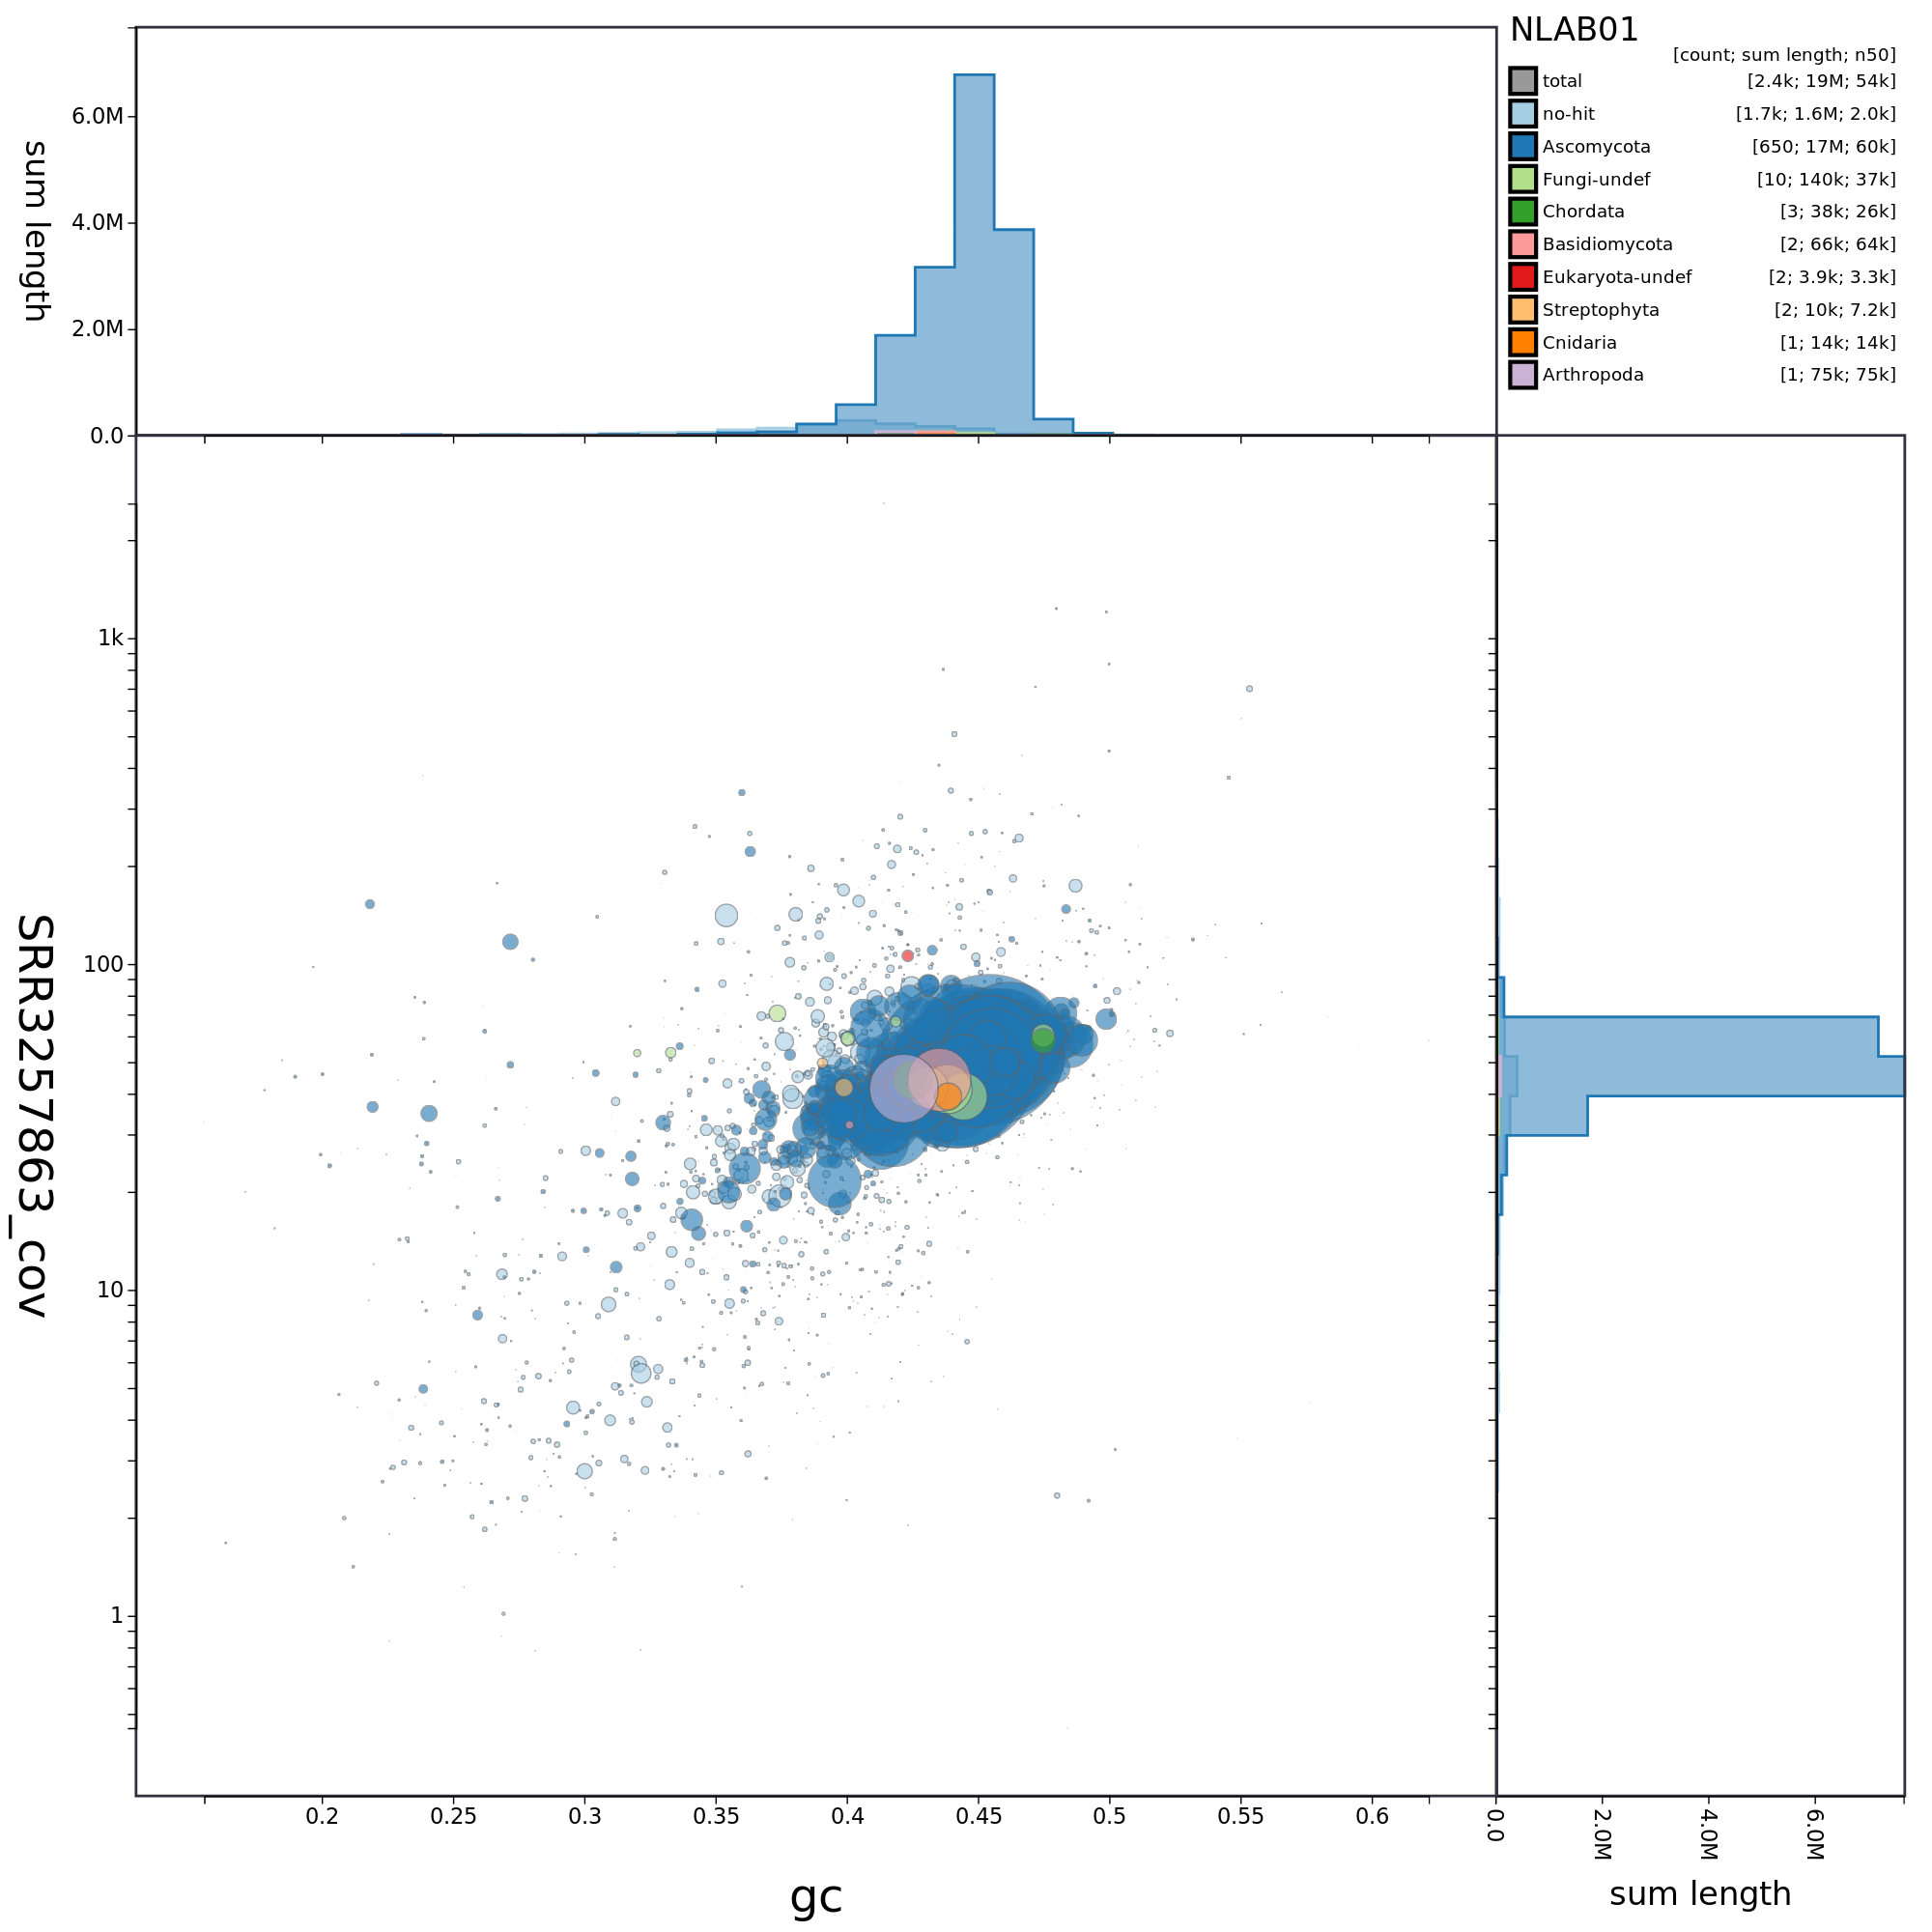 NLAB01
[count; sum length; n50]
total [2.4k; 19M; 54k]
no-hit [1.7k; 1.6M; 2.0k]
Ascomycota [650; 17M; 60k]
Fungi-undef [10; 140k; 37k]
Chordata [3; 38k; 26k]
Basidiomycota [2; 66k; 64k]
Eukaryota-undef [2; 3.9k; 3.3k]
Streptophyta [2; 10k; 7.2k]
Cnidaria [1; 14k; 14k]
Arthropoda [1; 75k; 75k]
sum length
6.0M
4.0M
2.0M
0.0
SRR3257863_cov
1k
100
10
1
0.2 0.25 0.3 0.35 0.4 0.45 0.5 0.55 0.6
gc
0.0 2.0M 4.0M 6.0M
sum length